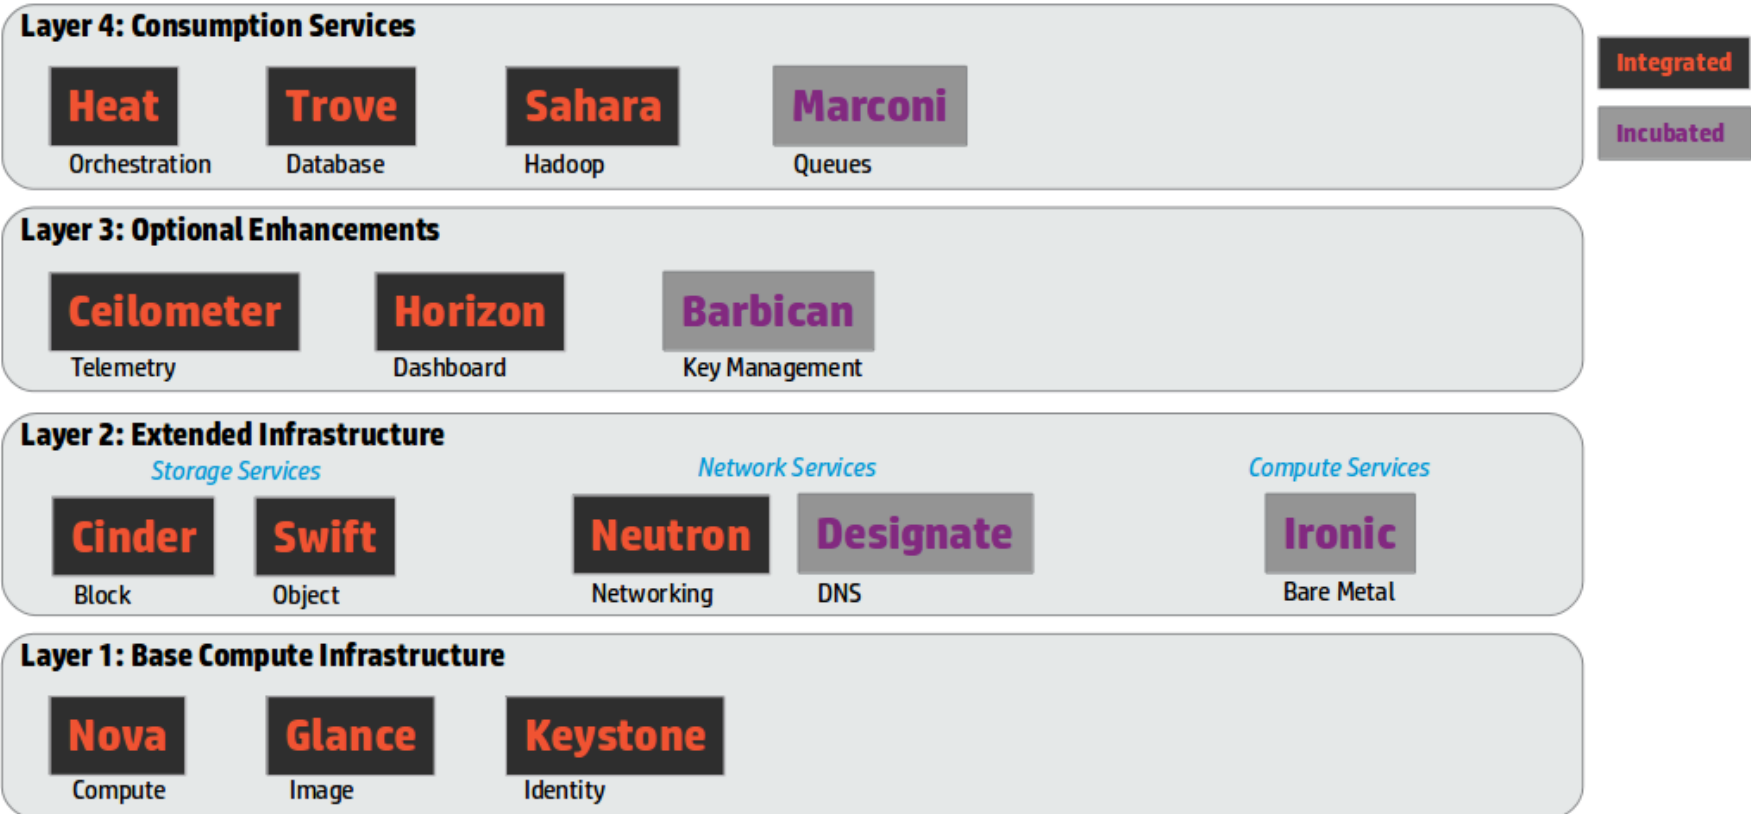 Layer 4: Consumption Services
Integrated
Heat Trove Sahara Marconi
Incubated
Orchestration Database Hadoop Queues
Layer 3: Optional Enhancements
Ceilometer Horizon Barbican
Telemetry Dashboard Key Management
Layer 2: Extended Infrastructure
Storage Services Network Services Compute Services
Cinder Swift Neutron Designate Ironic
Block Object Networking DNS Bare Metal
Layer 1: Base Compute Infrastructure
Nova Glance Keystone
Compute Image Identity